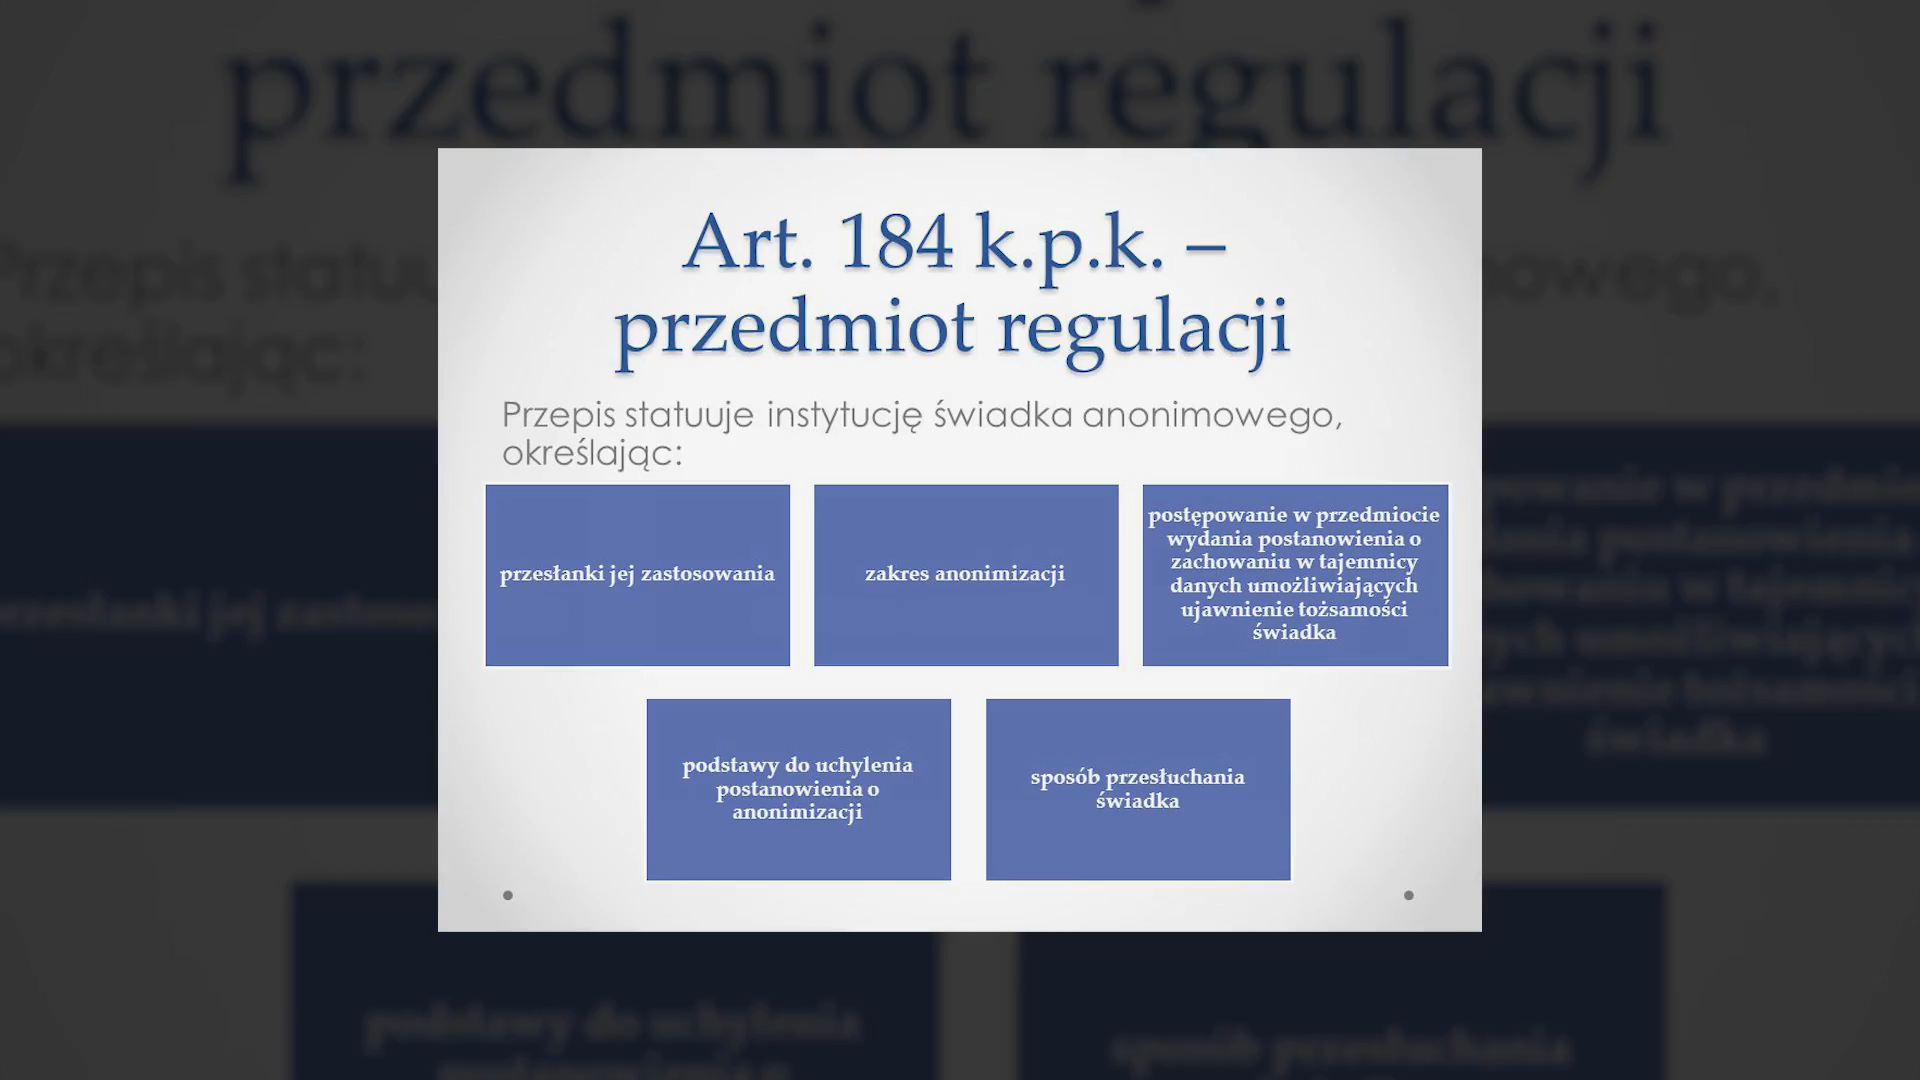 Art. 184 k.p.k. –
przedmiot regulacji
Przepis statuuje instytucję świadka anonimowego,
określając:
przesłanki jej zastosowania
zakres anonimizacji
postępowanie w przedmiocie
wydania postanowienia o
zachowaniu w tajemnicy
danych umożliwiających
ujawnienie tożsamości
świadka
podstawy do uchylenia
postanowienia o
anonimizacji
sposób przesłuchania
świadka